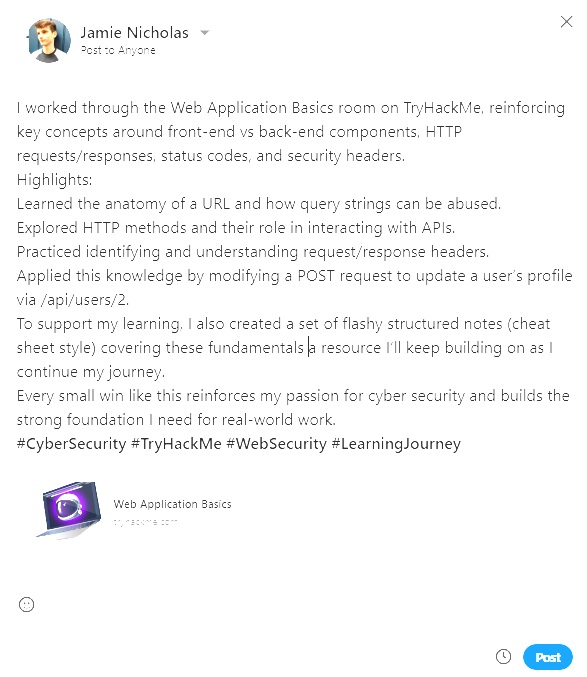 Jamie Nicholas
Post to Anyone
I worked through the Web Application Basics room on TryHackMe, reinforcing
key concepts around front-end vs back-end components, HTTP
requests/responses, status codes, and security headers.
Highlights:
Learned the anatomy of a URL and how query strings can be abused.
Explored HTTP methods and their role in interacting with APIs.
Practiced identifying and understanding request/response headers.
Applied this knowledge by modifying a POST request to update a user's profile
via /api/users/2.
To support my learning, I also created a set of flashy structured notes (cheat
sheet style) covering these fundamentals a resource I'll keep building on as I
continue my journey.
Every small win like this reinforces my passion for cyber security and builds the
strong foundation I need for real-world work.
#CyberSecurity #TryHackMe #WebSecurity #LearningJourney
Web Application Basics
tryhackme.com
Post